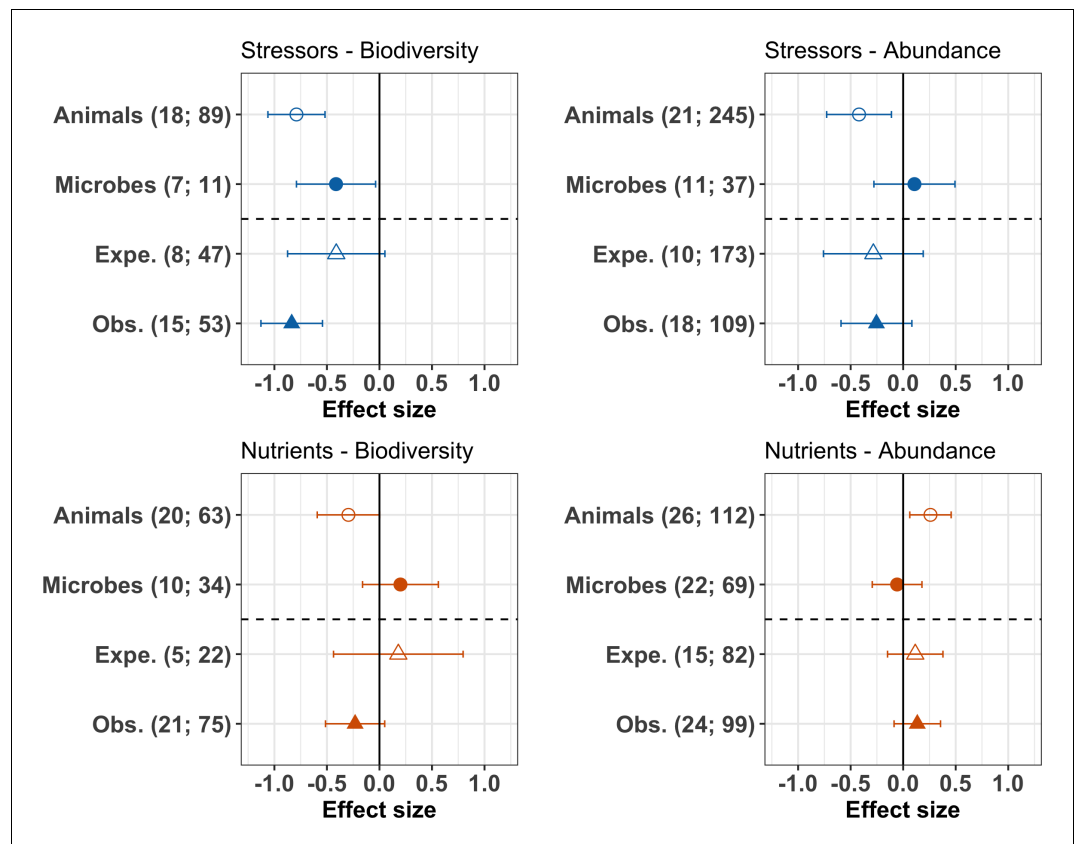 Stressors - Biodiversity
Animals (18; 89)
Microbes (7; 11)
Expe. (8; 47)
Obs. (15; 53)
-1.0 -0.5 0.0 0.5 1.0
Effect size
Stressors - Abundance
Animals (21; 245)
Microbes (11; 37)
Expe. (10; 173)
Obs. (18; 109)
-1.0 -0.5 0.0 0.5 1.0
Effect size
Nutrients - Biodiversity
Animals (20; 63)
Microbes (10; 34)
Expe. (5; 22)
Obs. (21; 75)
-1.0 -0.5 0.0 0.5 1.0
Effect size
Nutrients - Abundance
Animals (26; 112)
Microbes (22; 69)
Expe. (15; 82)
Obs. (24; 99)
-1.0 -0.5 0.0 0.5 1.0
Effect size